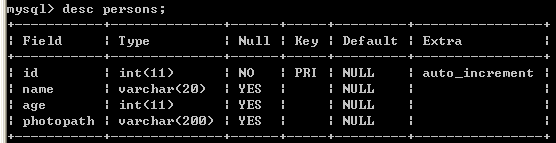 mysql> desc persons;
+-----------+--------------+------+-----+---------+----------------+
| Field | Type | Null | Key | Default | Extra |
+-----------+--------------+------+-----+---------+----------------+
| id | int(11) | NO | PRI | NULL | auto_increment |
| name | varchar(20) | YES | | NULL | |
| age | int(11) | YES | | NULL | |
| photopath | varchar(200) | YES | | NULL | |
+-----------+--------------+------+-----+---------+----------------+